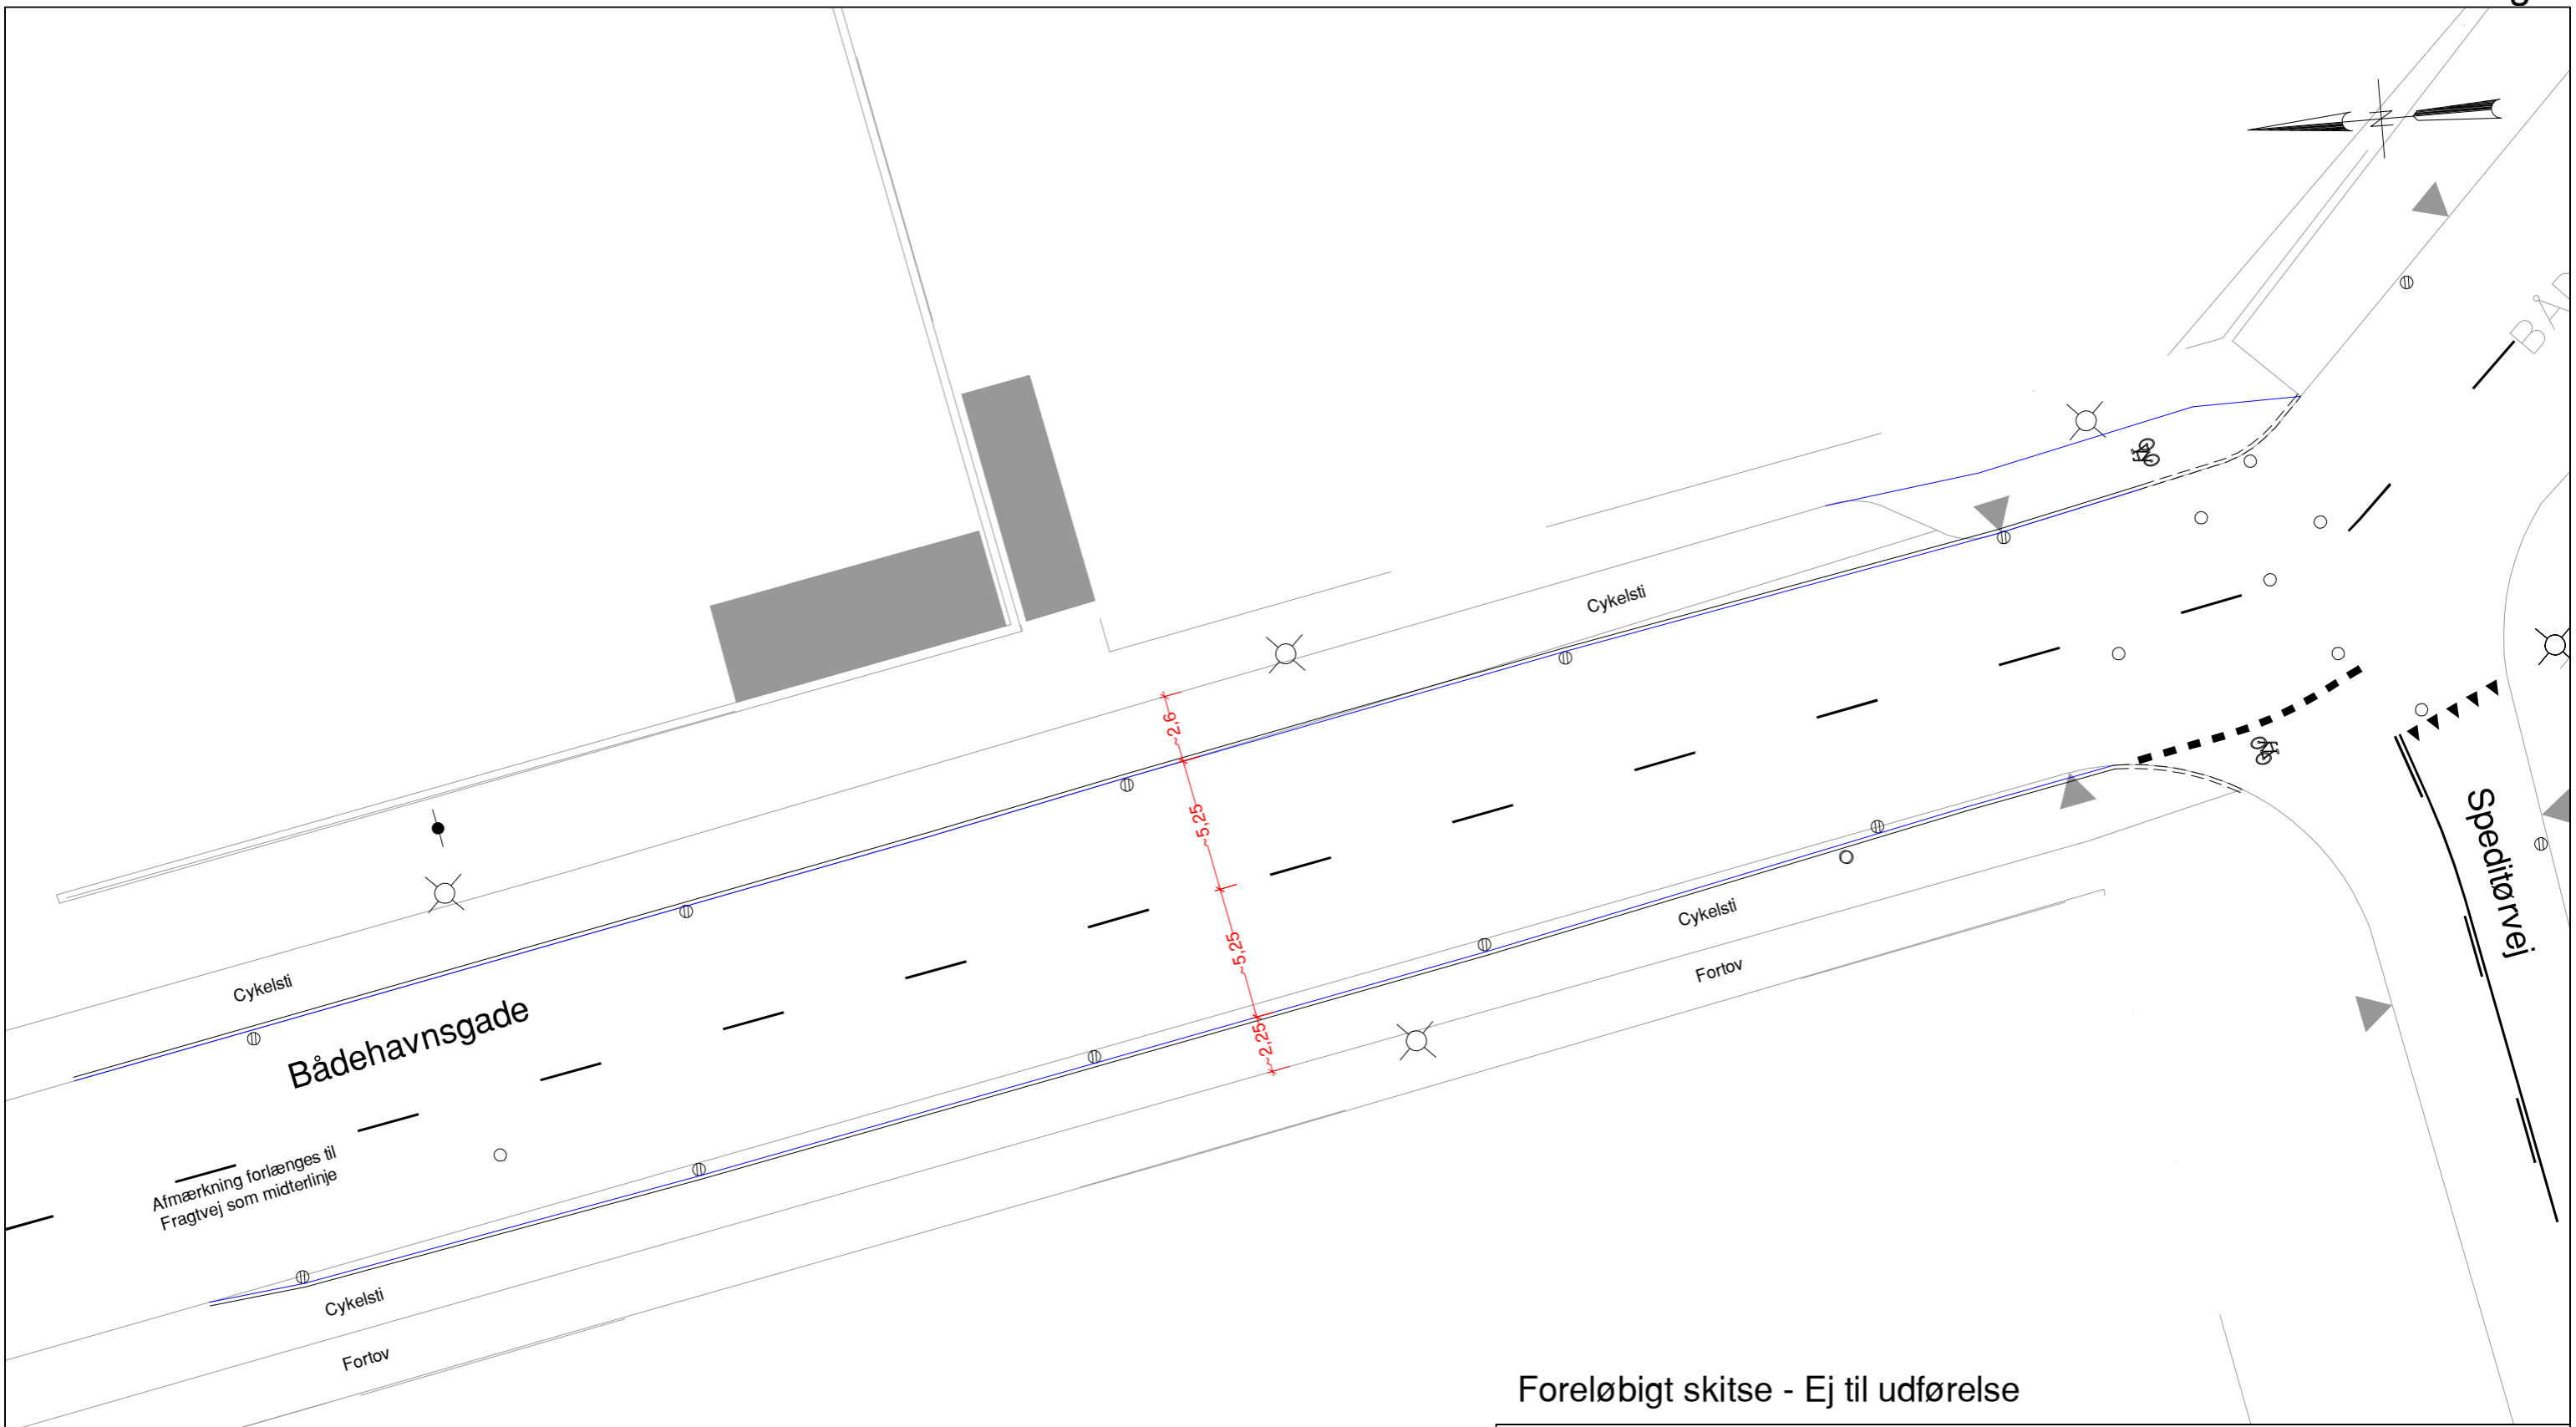 Cykelsti
~2,6
~5,25
~5,25
~2,25
Cykelsti
Fortov
Speditørvej
Cykelsti
Bådehavnsgade
Afmærkning forlænges til
Fragtvej som midterlinje
Cykelsti
Fortov
Foreløbigt skitse - Ej til udførelse